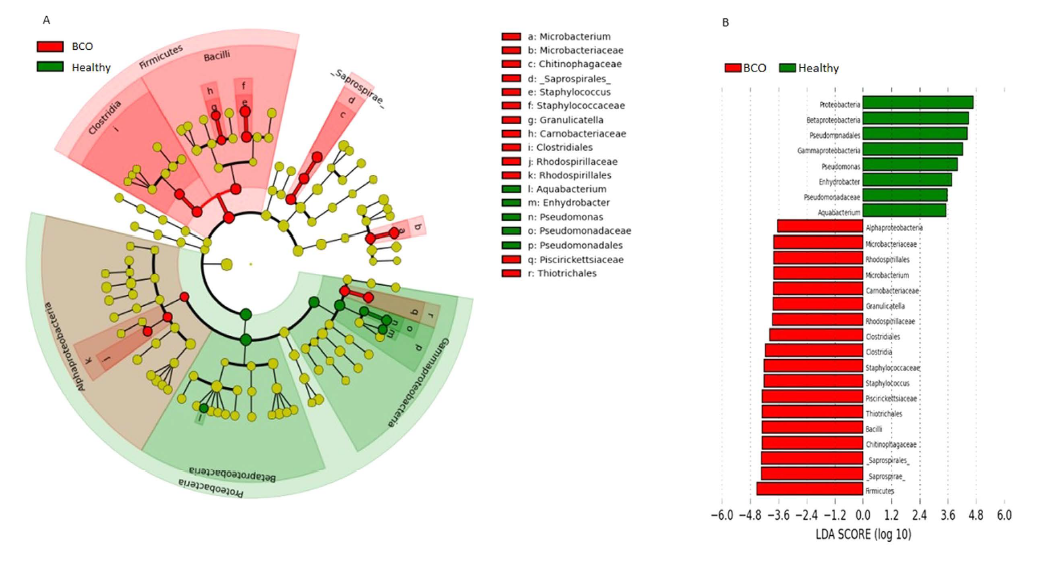 A
BCO
Healthy
Firmicutes
Bacilli
Clostridia
_Saprospirae_
h
g
f
e
i
d
c
b
a
Alphaproteobacteria
k
j
l
Betaproteobacteria
Proteobacteria
Gammaproteobacteria
r
q
o
n
m
p
a: Microbacterium
b: Microbacteriaceae
c: Chitinophagaceae
d: _Saprospirales_
e: Staphylococcus
f: Staphylococcaceae
g: Granulicatella
h: Carnobacteriaceae
i: Clostridiales
j: Rhodospirillaceae
k: Rhodospirillales
l: Aquabacterium
m: Enhydrobacter
n: Pseudomonas
o: Pseudomonadaceae
p: Pseudomonadales
q: Piscirickettsiaceae
r: Thiotrichales
B
BCO Healthy
Proteobacteria
Betaproteobacteria
Pseudomonadales
Gammaproteobacteria
Pseudomonas
Enhydrobacter
Pseudomonadaceae
Aquabacterium
Alphaproteobacteria
Microbacteriaceae
Rhodospirillales
Microbacterium
Carnobacteriaceae
Granulicatella
Rhodospirillaceae
Clostridiales
Clostridia
Staphylococcaceae
Staphylococcus
Piscirickettsiaceae
Thiotrichales
Bacilli
Chitinophagaceae
_Saprospirales_
_Saprospirae_
Firmicutes
−6.0 −4.8 −3.6 −2.4 −1.2 0.0 1.2 2.4 3.6 4.8 6.0
LDA SCORE (log 10)